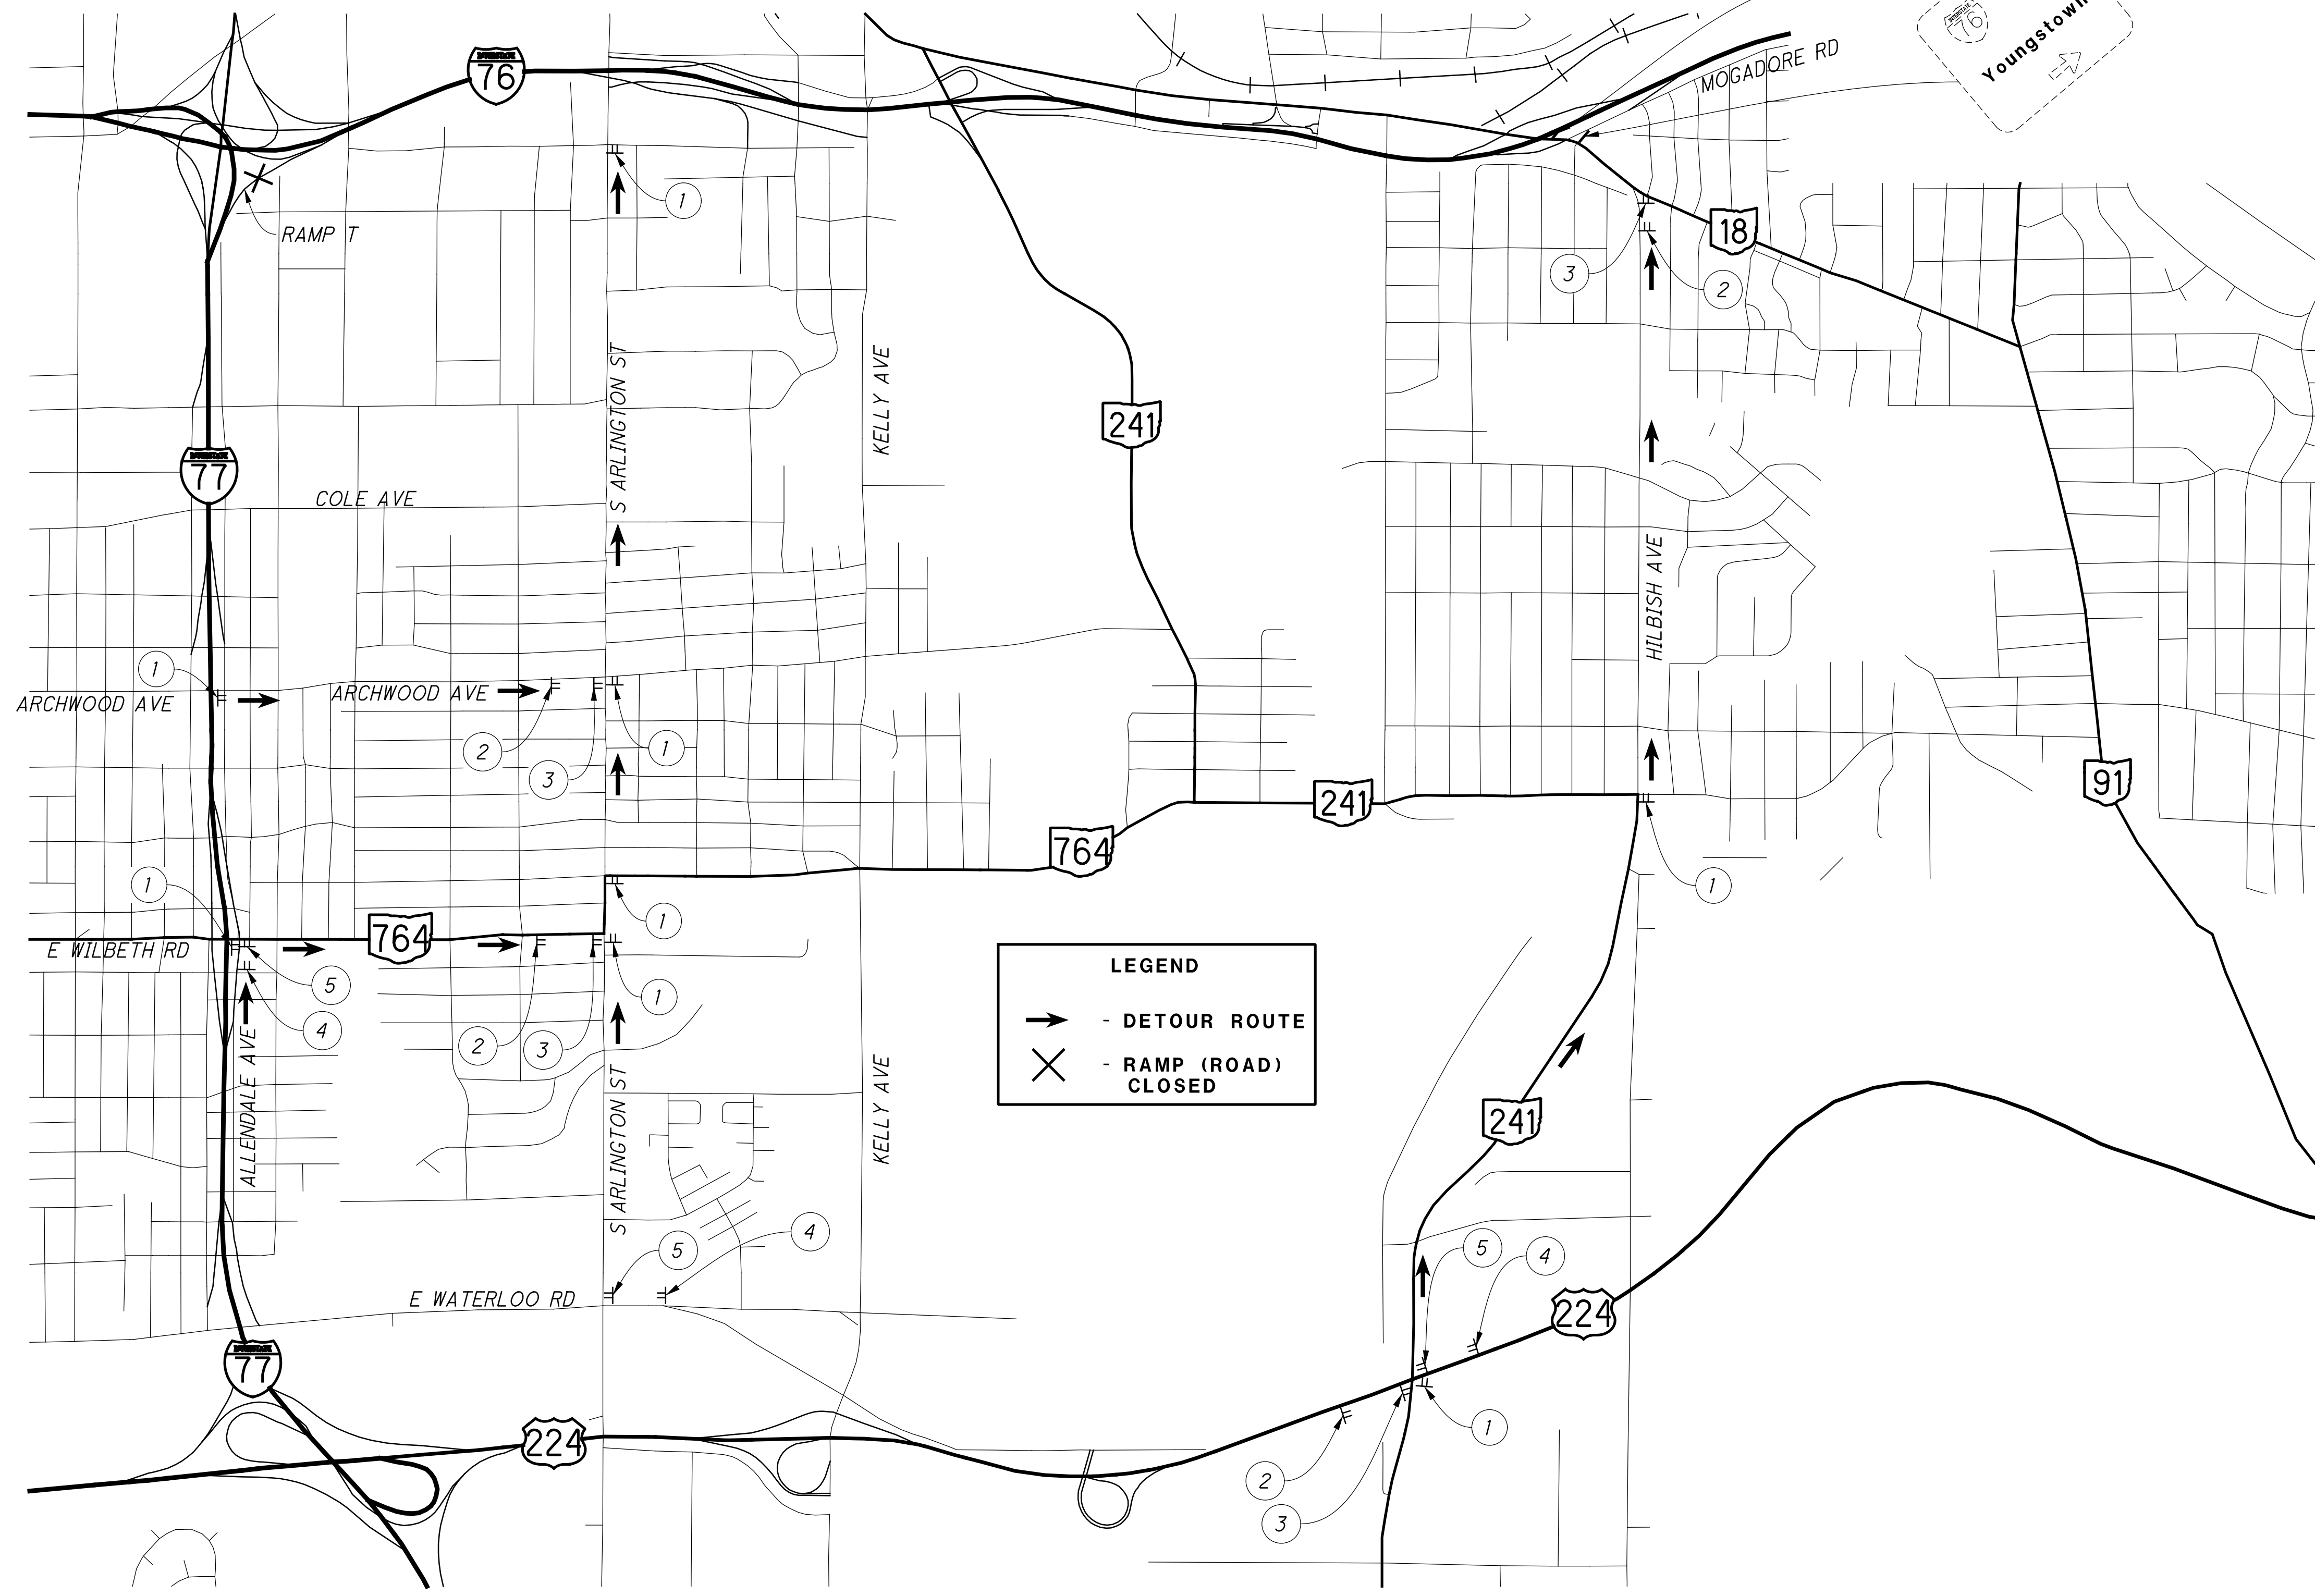 INTERSTATE
76
Youngstown
76
MOGADORE RD
1
RAMP T
18
3
2
S ARLINGTON ST
KELLY AVE
241
77
COLE AVE
HILBISH AVE
1
ARCHWOOD AVE
ARCHWOOD AVE
2
1
3
241
91
764
1
1
1
764
E WILBETH RD
5
1
4
2
3
LEGEND
- DETOUR ROUTE
- RAMP (ROAD)
CLOSED
ALLENDALE AVE
S ARLINGTON ST
KELLY AVE
241
4
5
5
4
E WATERLOO RD
224
77
1
224
2
3